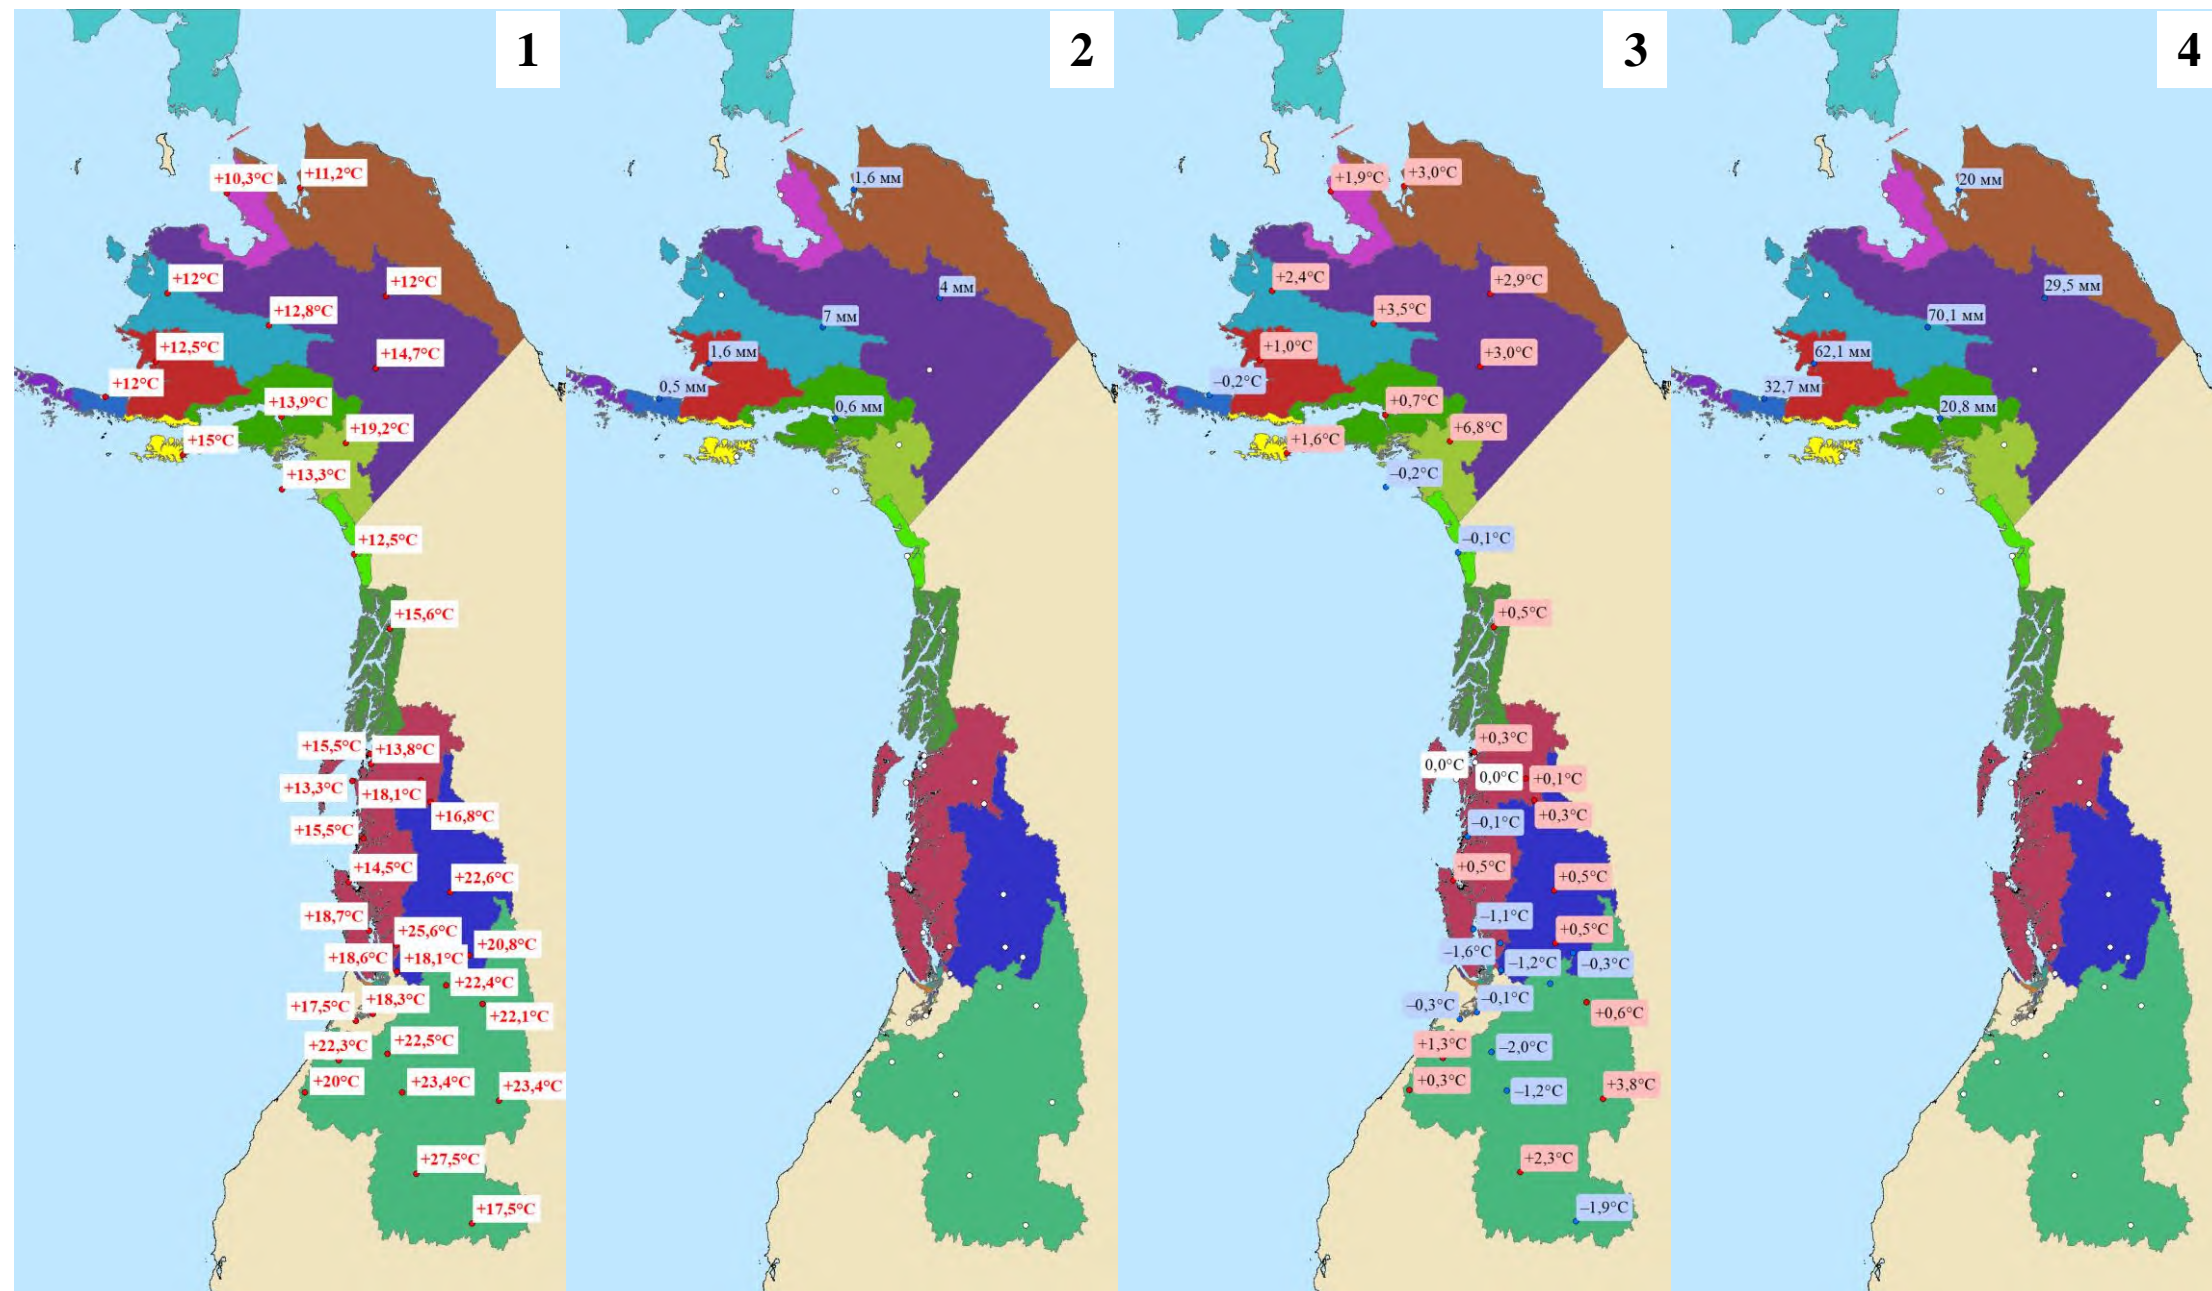 1
+10,3°C
+11,2°C
+12°C
+12°C
+12,8°C
+12,5°C
+14,7°C
+12°C
+13,9°C
+19,2°C
+15°C
+13,3°C
+12,5°C
+15,6°C
+15,5°C
+13,8°C
+13,3°C
+18,1°C
+16,8°C
+15,5°C
+14,5°C
+22,6°C
+18,7°C
+25,6°C
+20,8°C
+18,6°C
+18,1°C
+22,4°C
+18,3°C
+17,5°C
+22,1°C
+22,3°C
+22,5°C
+20°C
+23,4°C
+23,4°C
+27,5°C
+17,5°C
2
1,6 мм
4 мм
7 мм
1,6 мм
0,5 мм
0,6 мм
3
+1,9°C
+3,0°C
+2,4°C
+2,9°C
+3,5°C
+1,0°C
+3,0°C
–0,2°C
+0,7°C
+6,8°C
+1,6°C
–0,2°C
–0,1°C
+0,5°C
+0,3°C
0,0°C
0,0°C
+0,1°C
+0,3°C
–0,1°C
+0,5°C
+0,5°C
–1,1°C
+0,5°C
–1,6°C
–1,2°C
–0,3°C
–0,1°C
–0,3°C
+0,6°C
+1,3°C
–2,0°C
+0,3°C
–1,2°C
+3,8°C
+2,3°C
–1,9°C
4
20 мм
29,5 мм
70,1 мм
62,1 мм
32,7 мм
20,8 мм